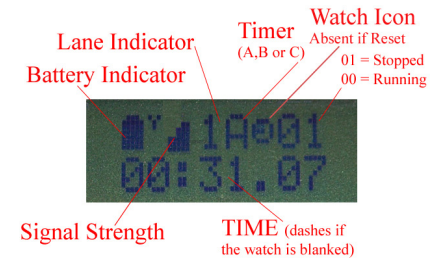 Watch Icon
Timer
Absent if Reset
Lane Indicator
(A,B or C)
01 = Stopped
Battery Indicator
00 = Running
1A 01
00:31.07
Signal Strength
TIME (dashes if
the watch is blanked)